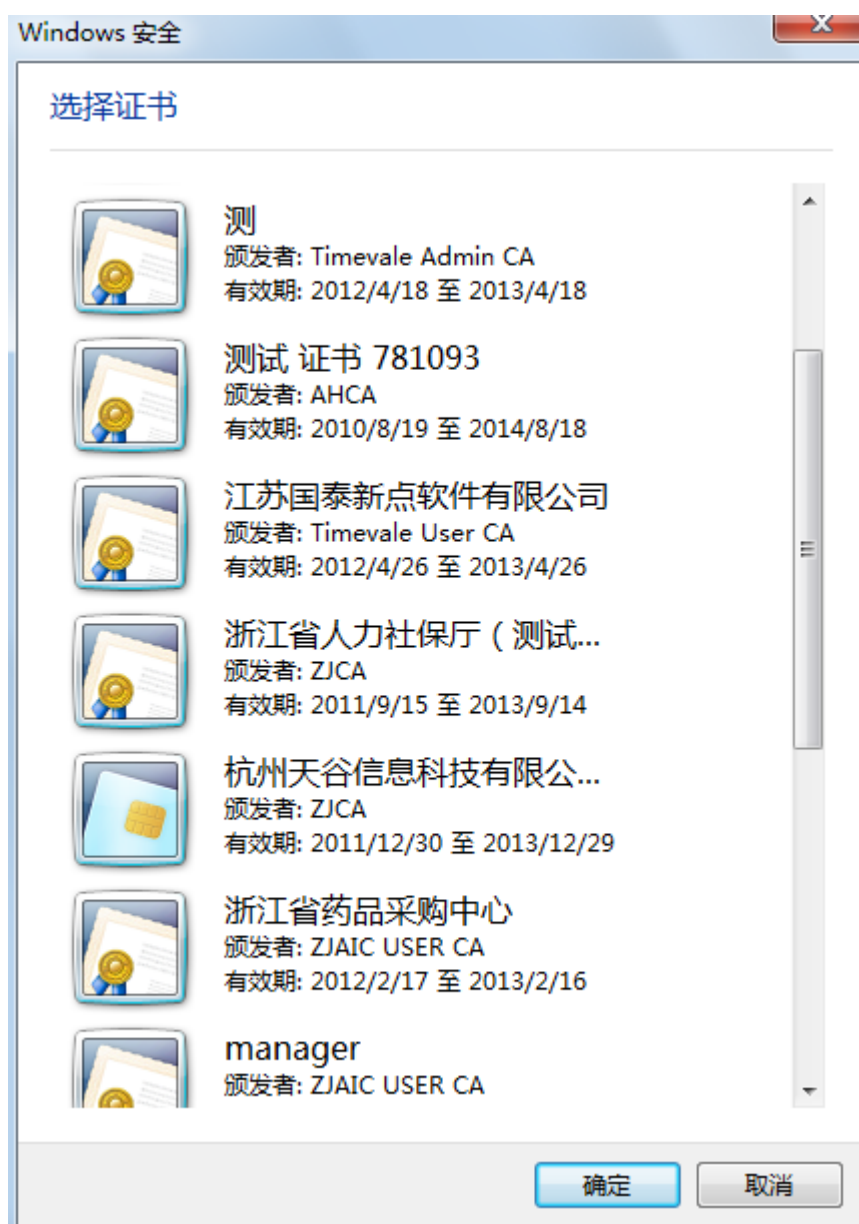 Windows 安全
选择证书
测
颁发者: Timevale Admin CA
有效期: 2012/4/18 至 2013/4/18
测试 证书 781093
颁发者: AHCA
有效期: 2010/8/19 至 2014/8/18
江苏国泰新点软件有限公司
颁发者: Timevale User CA
有效期: 2012/4/26 至 2013/4/26
浙江省人力社保厅（测试...
颁发者: ZJCA
有效期: 2011/9/15 至 2013/9/14
杭州天谷信息科技有限公...
颁发者: ZJCA
有效期: 2011/12/30 至 2013/12/29
浙江省药品采购中心
颁发者: ZJAIC USER CA
有效期: 2012/2/17 至 2013/2/16
manager
颁发者: ZJAIC USER CA
确定
取消